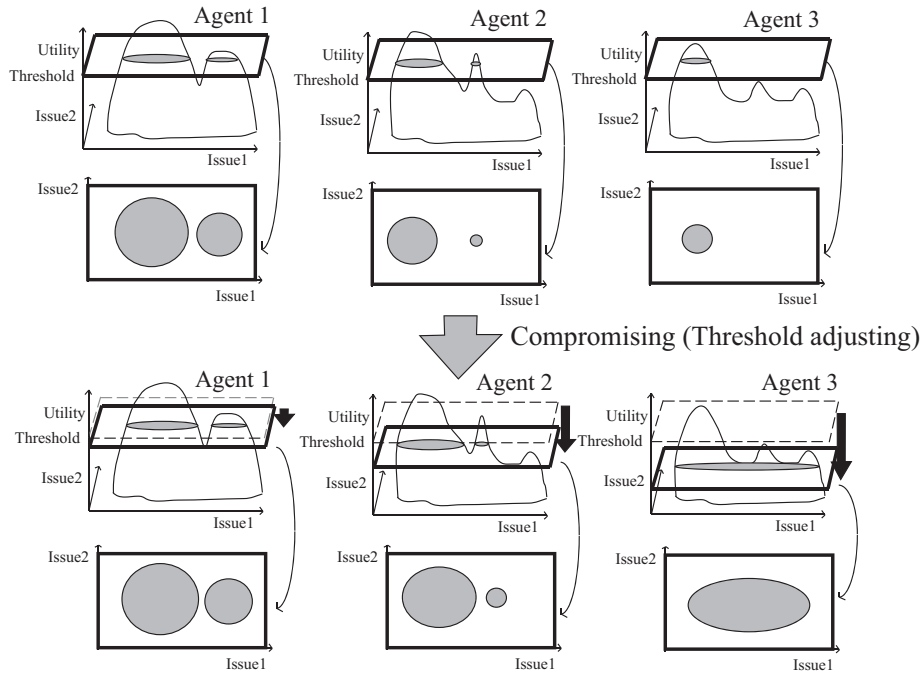 Agent 1
Agent 2
Agent 3
Utility
Threshold
Issue2
Issue1
Utility
Threshold
Issue2
Issue1
Utility
Threshold
Issue2
Issue1
Issue2
Issue1
Issue2
Issue1
Issue2
Issue1
Compromising (Threshold adjusting)
Agent 1
Agent 2
Agent 3
Utility
Threshold
Issue2
Issue1
Utility
Threshold
Issue2
Issue1
Utility
Threshold
Issue2
Issue1
Issue2
Issue1
Issue2
Issue1
Issue2
Issue1